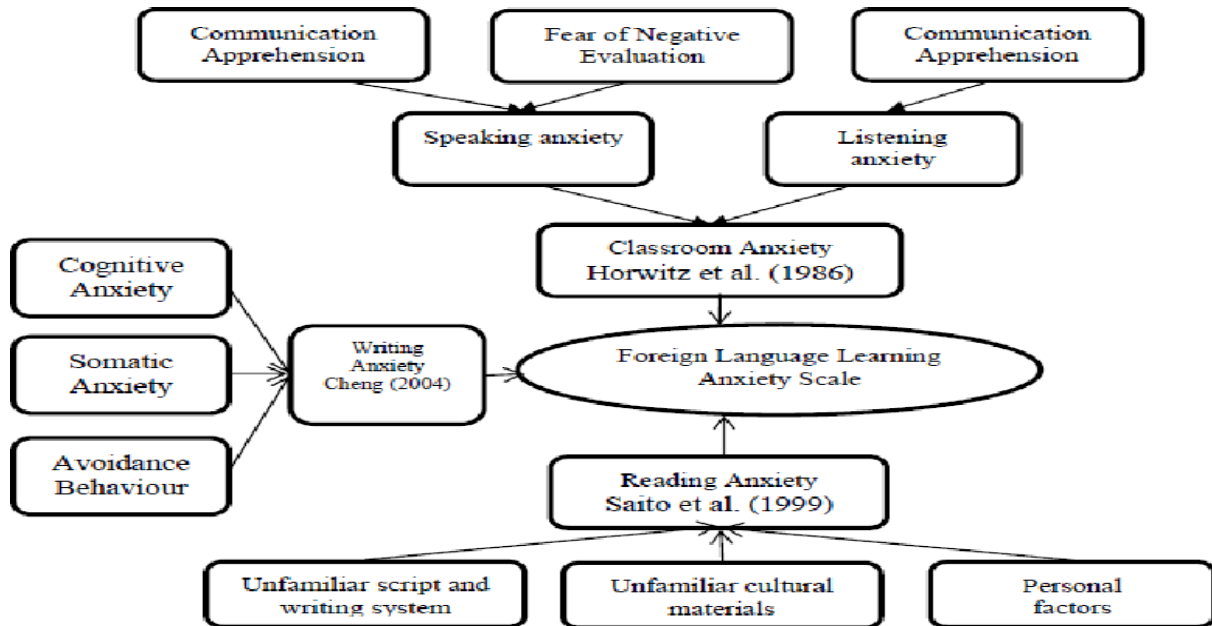 Communication
Apprehension
Fear of Negative
Evaluation
Communication
Apprehension
Speaking anxiety
Listening
anxiety
Classroom Anxiety
Horwitz et al. (1986)
Cognitive
Anxiety
Somatic
Anxiety
Avoidance
Behaviour
Writing
Anxiety
Cheng (2004)
Foreign Language Learning
Anxiety Scale
Reading Anxiety
Saito et al. (1999)
Unfamiliar script and
writing system
Unfamiliar cultural
materials
Personal
factors